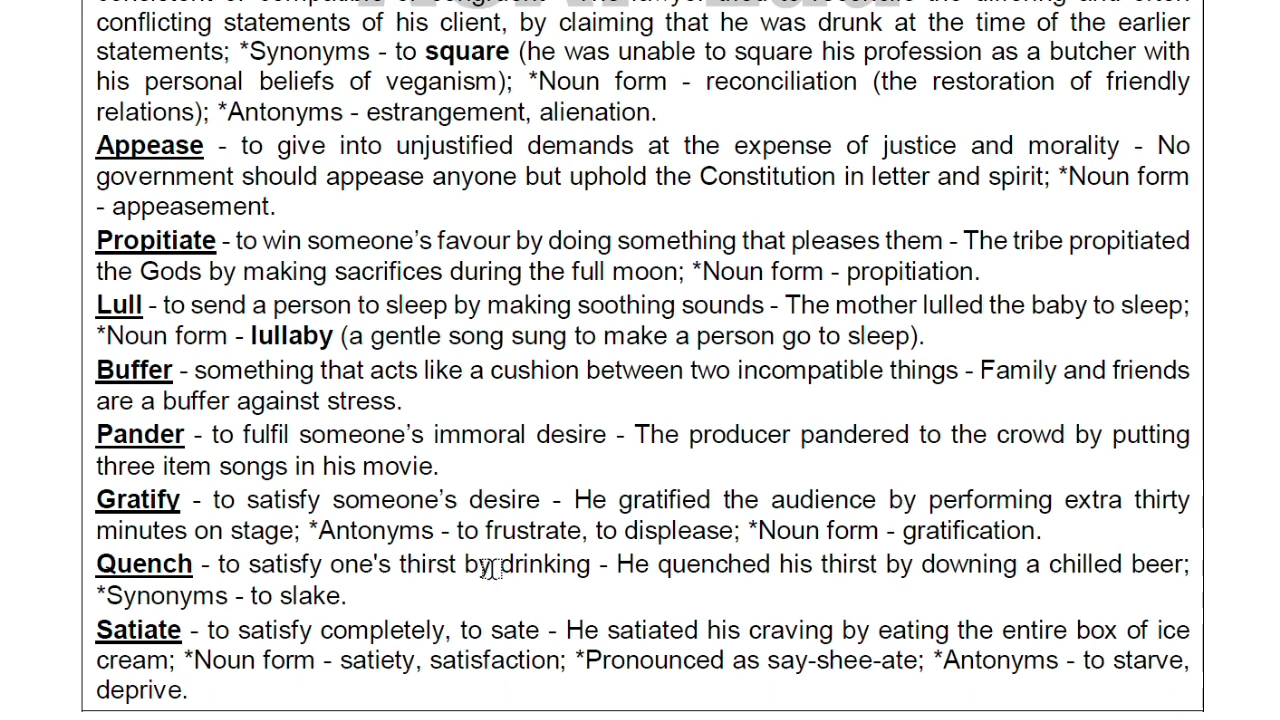 conflicting statements of his client, by claiming that he was drunk at the time of the earlier
statements; *Synonyms - to square (he was unable to square his profession as a butcher with
his personal beliefs of veganism); *Noun form - reconciliation (the restoration of friendly
relations); *Antonyms - estrangement, alienation.
Appease - to give into unjustified demands at the expense of justice and morality - No
government should appease anyone but uphold the Constitution in letter and spirit; *Noun form
- appeasement.
Propitiate - to win someone’s favour by doing something that pleases them - The tribe propitiated
the Gods by making sacrifices during the full moon; *Noun form - propitiation.
Lull - to send a person to sleep by making soothing sounds - The mother lulled the baby to sleep;
*Noun form - lullaby (a gentle song sung to make a person go to sleep).
Buffer - something that acts like a cushion between two incompatible things - Family and friends
are a buffer against stress.
Pander - to fulfil someone’s immoral desire - The producer pandered to the crowd by putting
three item songs in his movie.
Gratify - to satisfy someone’s desire - He gratified the audience by performing extra thirty
minutes on stage; *Antonyms - to frustrate, to displease; *Noun form - gratification.
Quench - to satisfy one's thirst by drinking - He quenched his thirst by downing a chilled beer;
*Synonyms - to slake.
Satiate - to satisfy completely, to sate - He satiated his craving by eating the entire box of ice
cream; *Noun form - satiety, satisfaction; *Pronounced as say-shee-ate; *Antonyms - to starve,
deprive.